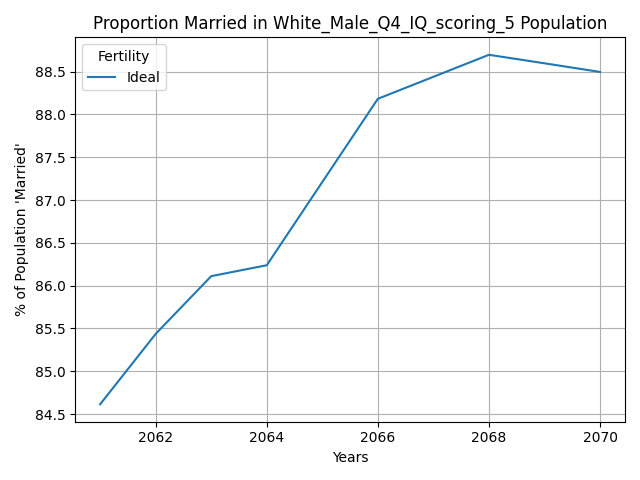 Proportion Married in White_Male_Q4_IQ_scoring_5 Population
Fertility
Ideal
% of Population 'Married'
88.5
88.0
87.5
87.0
86.5
86.0
85.5
85.0
84.5
2062 2064 2066 2068 2070
Years